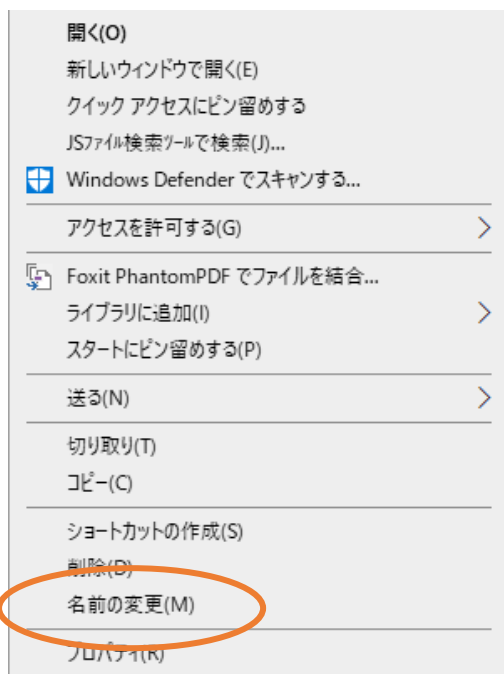 開く(O)
新しいウィンドウで開く(E)
クイック アクセスにピン留めする
JSﾌｧｲﾙ検索ﾂｰﾙで検索(J)...
Windows Defender でスキャンする...
アクセスを許可する(G)
Foxit PhantomPDF でファイルを結合...
ライブラリに追加(I)
スタートにピン留めする(P)
送る(N)
切り取り(T)
コピー(C)
ショートカットの作成(S)
削除(D)
名前の変更(M)
プロパティ(R)